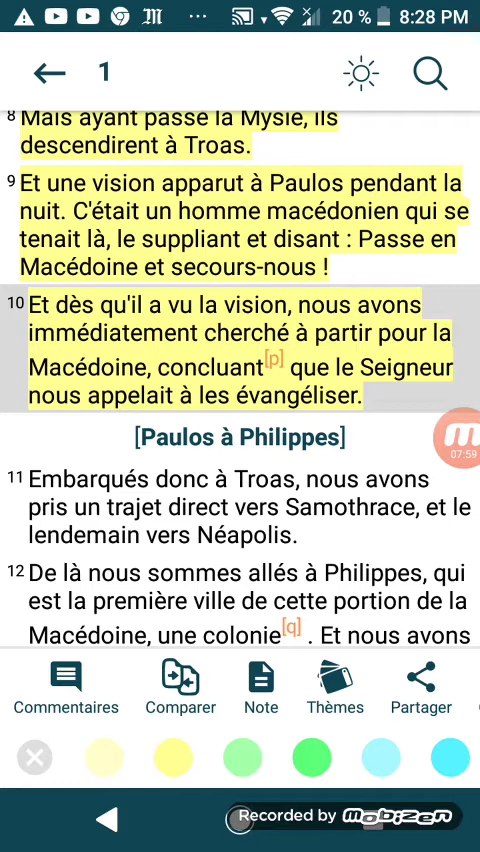 20 % 8:28 PM
1
8 Mais ayant passé la Mysie, ils
descendirent à Troas.
9 Et une vision apparut à Paulos pendant la
nuit. C'était un homme macédonien qui se
tenait là, le suppliant et disant : Passe en
Macédoine et secours-nous !
10 Et dès qu'il a vu la vision, nous avons
immédiatement cherché à partir pour la
Macédoine, concluant[p] que le Seigneur
nous appelait à les évangéliser.
[Paulos à Philippes]
07:59
11 Embarqués donc à Troas, nous avons
pris un trajet direct vers Samothrace, et le
lendemain vers Néapolis.
12 De là nous sommes allés à Philippes, qui
est la première ville de cette portion de la
Macédoine, une colonie[q] . Et nous avons
Commentaires Comparer Note Thèmes Partager
Recorded by MOBIZEN